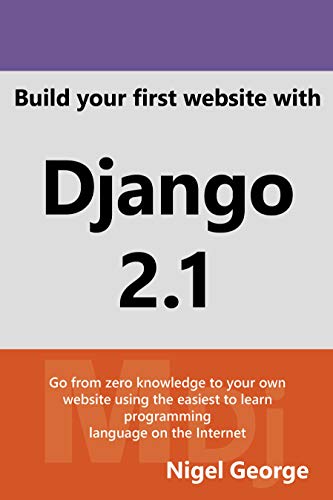 Build your first website with
Django
2.1
Go from zero knowledge to your own
website using the easiest to learn
programming
language on the Internet
MDj
Nigel George